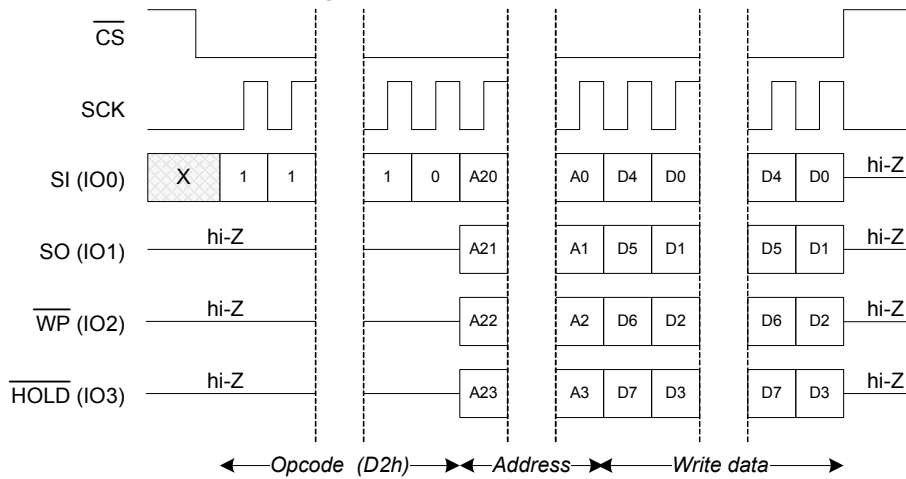 CS
SCK
SI (IO0) X 1 1 1 0 A20 A0 D4 D0 D4 D0 hi-Z
SO (IO1) hi-Z A21 A1 D5 D1 D5 D1 hi-Z
WP (IO2) hi-Z A22 A2 D6 D2 D6 D2 hi-Z
HOLD (IO3) hi-Z A23 A3 D7 D3 D7 D3 hi-Z
Opcode (D2h) Address Write data